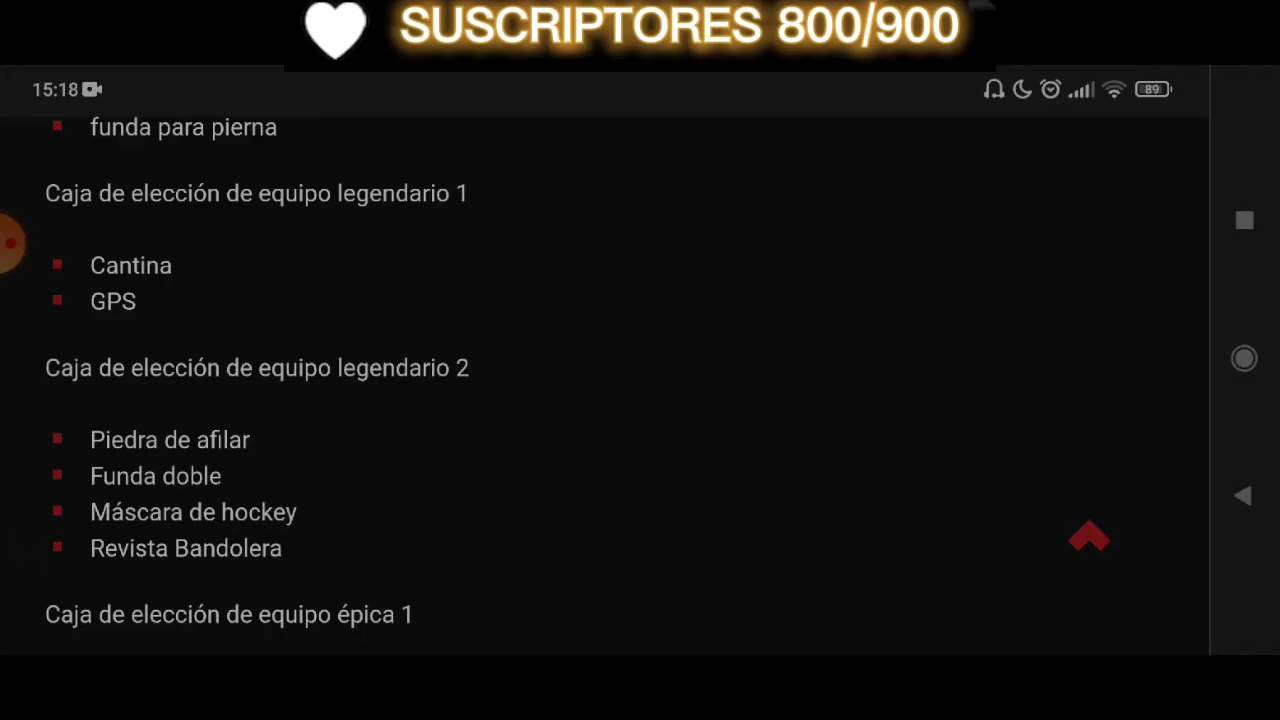 SUSCRIPTORES 800/900
15:18
89
funda para pierna
Caja de elección de equipo legendario 1
Cantina
GPS
Caja de elección de equipo legendario 2
Piedra de afilar
Funda doble
Máscara de hockey
Revista Bandolera
Caja de elección de equipo épica 1